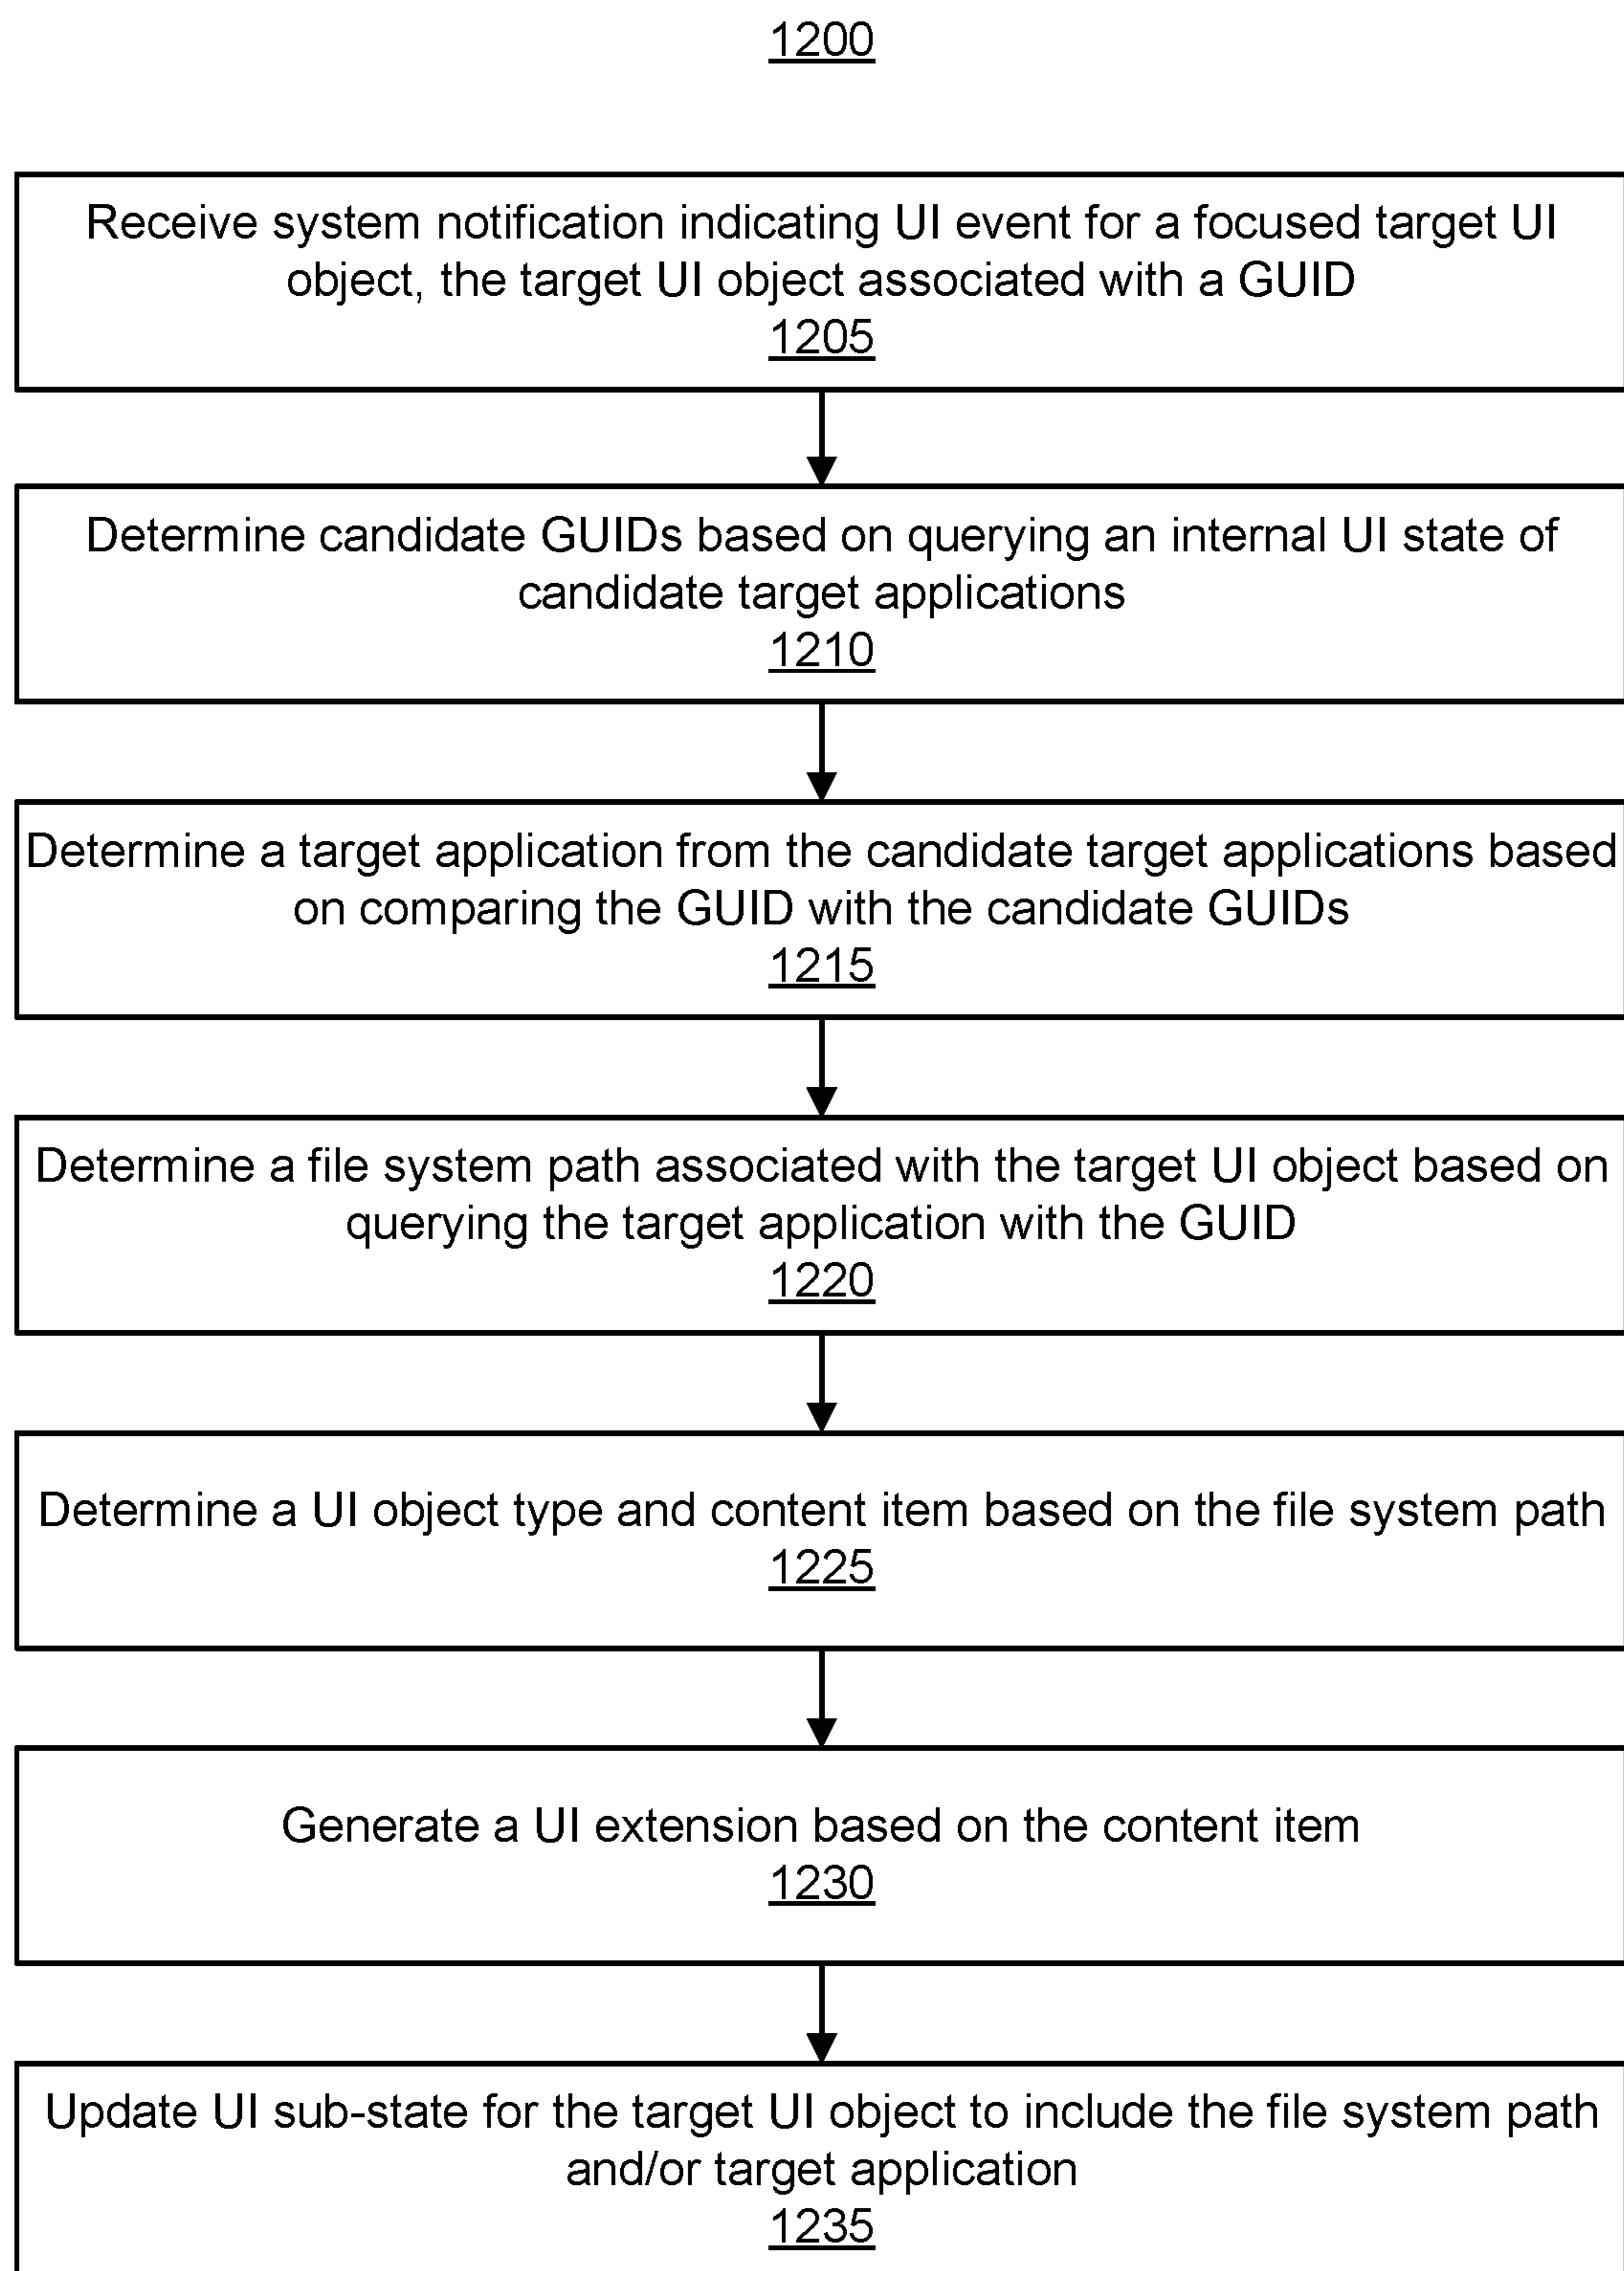 1200
Receive system notification indicating UI event for a focused target UI
object, the target UI object associated with a GUID
1205
Determine candidate GUIDs based on querying an internal UI state of
candidate target applications
1210
Determine a target application from the candidate target applications based
on comparing the GUID with the candidate GUIDs
1215
Determine a file system path associated with the target UI object based on
querying the target application with the GUID
1220
Determine a UI object type and content item based on the file system path
1225
Generate a UI extension based on the content item
1230
Update UI sub-state for the target UI object to include the file system path
and/or target application
1235